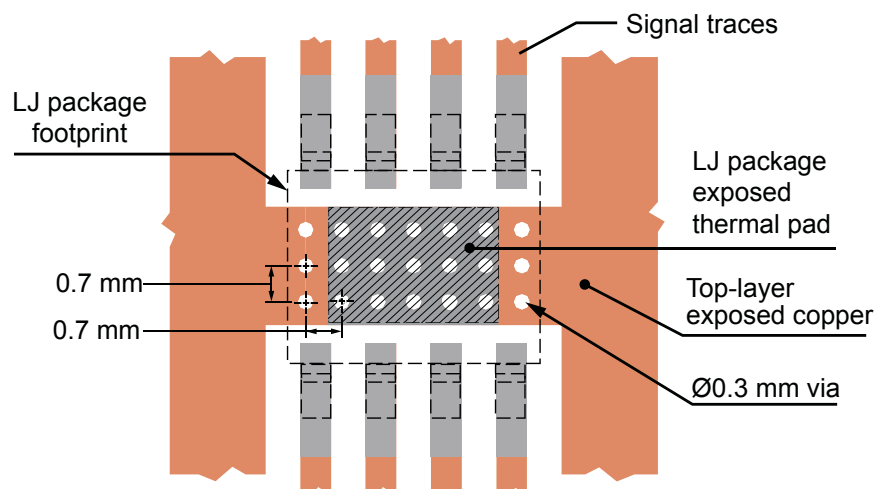 Signal traces
LJ package
footprint
LJ package
exposed
thermal pad
0.7 mm
0.7 mm
Top-layer
exposed copper
Ø0.3 mm via